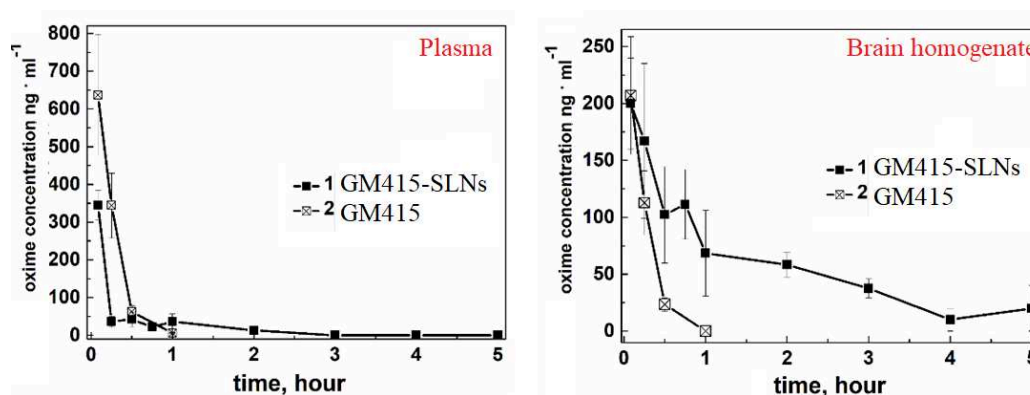 oxime concentration ng · ml⁻¹
800
700
600
500
400
300
200
100
0
Plasma
1 GM415-SLNs
2 GM415
0 1 2 3 4 5
time, hour
oxime concentration ng · ml⁻¹
250
200
150
100
50
0
Brain homogenate
1 GM415-SLNs
2 GM415
0 1 2 3 4 5
time, hour